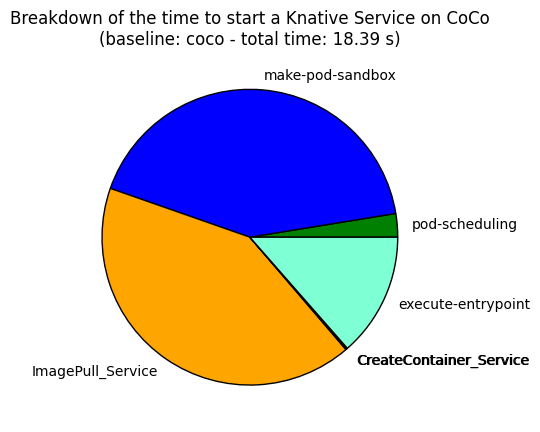 Breakdown of the time to start a Knative Service on CoCo
(baseline: coco - total time: 18.39 s)
make-pod-sandbox
pod-scheduling
execute-entrypoint
CreateContainer_Service
ImagePull_Service